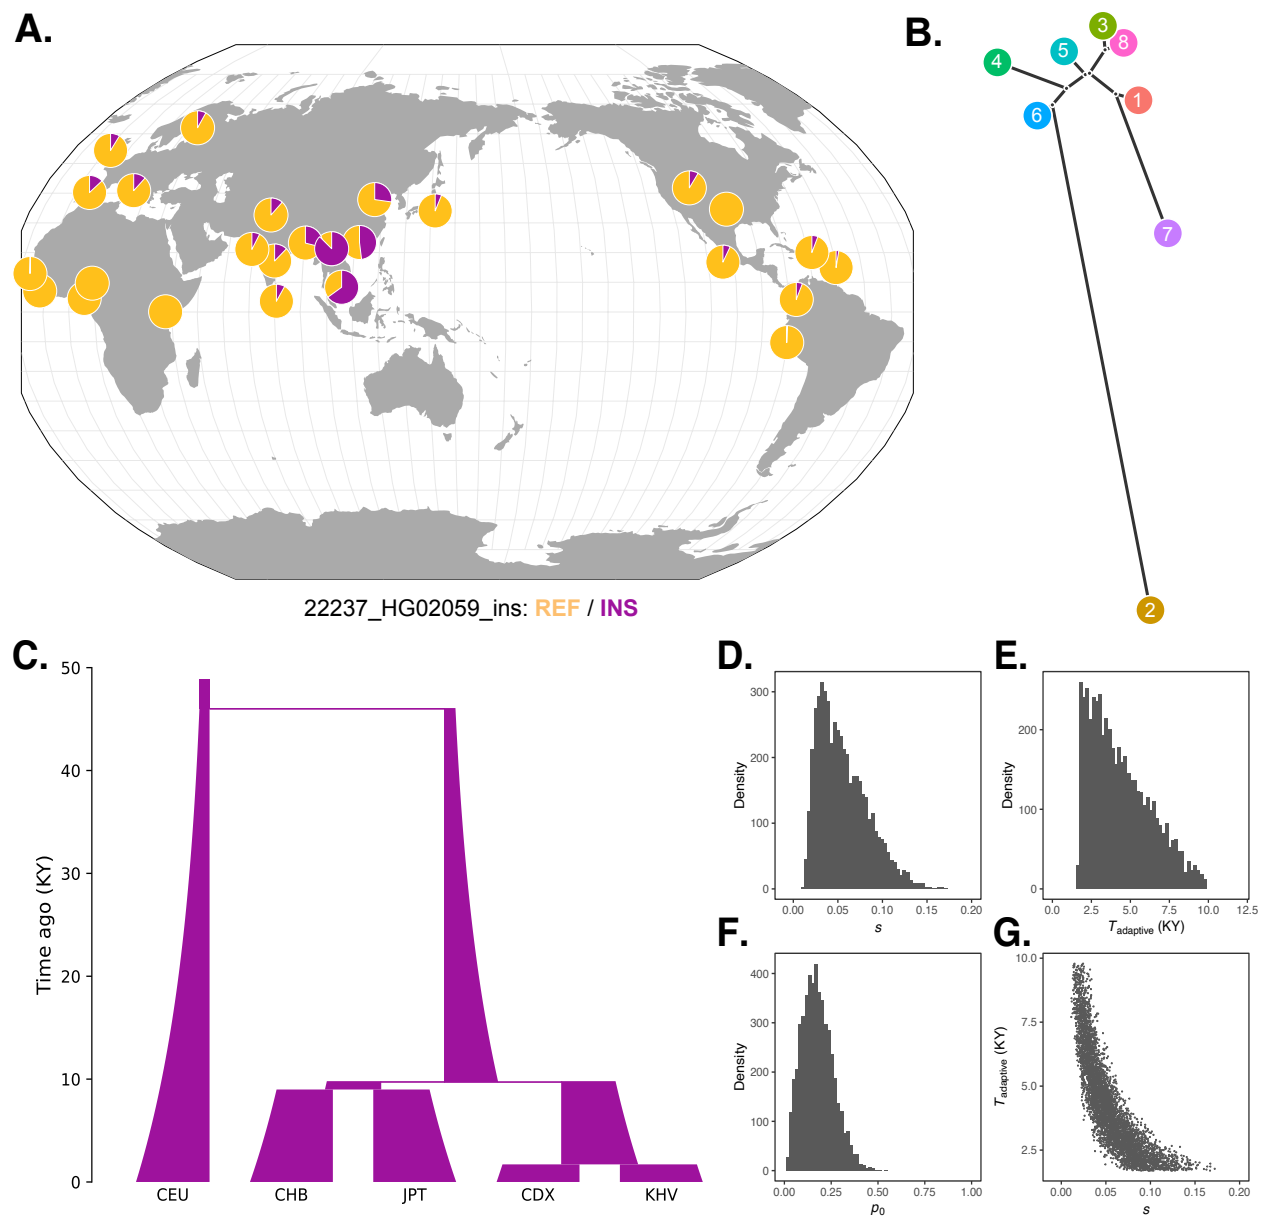 A.
B.
3
8
5
4
1
6
7
2
22237_HG02059_ins: REF / INS
C.
50
40
30
20
10
0
Time ago (KY)
CEU
CHB
JPT
CDX
KHV
D.
300
200
100
0
Density
0.00 0.05 0.10 0.15 0.20
s
E.
200
100
0
Density
0.0 2.5 5.0 7.5 10.0 12.5
Tadaptive (KY)
F.
400
300
200
100
0
Density
0.00 0.25 0.50 0.75 1.00
p0
G.
10.0
7.5
5.0
2.5
Tadaptive (KY)
0.00 0.05 0.10 0.15 0.20
s